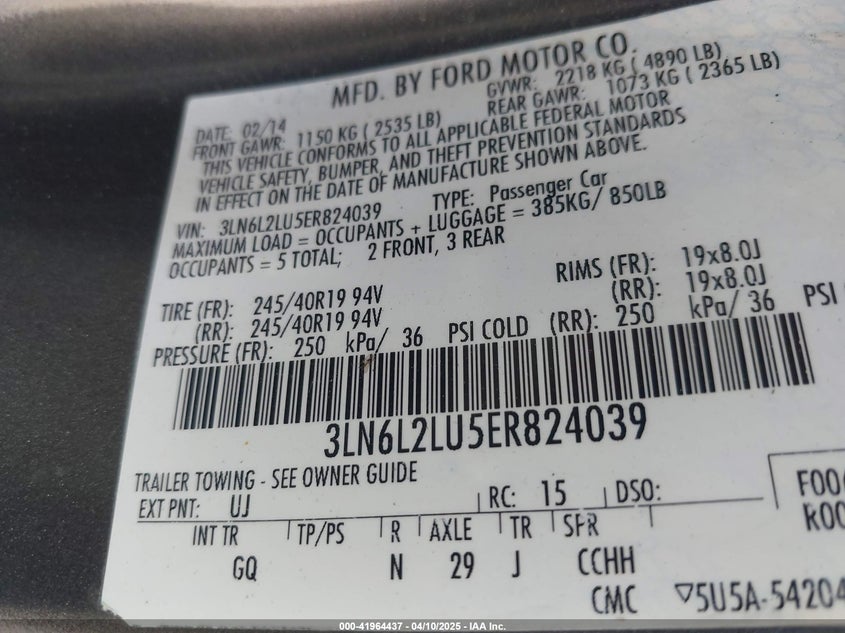 MFD. BY FORD MOTOR CO.
DATE: 02/14 GVWR: 2218 KG ( 4890 LB)
FRONT GAWR: 1150 KG ( 2535 LB) REAR GAWR: 1073 KG ( 2365 LB)
THIS VEHICLE CONFORMS TO ALL APPLICABLE FEDERAL MOTOR
VEHICLE SAFETY, BUMPER, AND THEFT PREVENTION STANDARDS
IN EFFECT ON THE DATE OF MANUFACTURE SHOWN ABOVE.
VIN: 3LN6L2LU5ER824039 TYPE: Passenger Car
MAXIMUM LOAD = OCCUPANTS + LUGGAGE = 385KG/ 850LB
OCCUPANTS = 5 TOTAL; 2 FRONT, 3 REAR
TIRE (FR): 245/40R19 94V RIMS (FR): 19x8.0J
(RR): 245/40R19 94V (RR): 19x8.0J
PRESSURE (FR): 250 kPa/ 36 PSI COLD (RR): 250 kPa/ 36 PSI
3LN6L2LU5ER824039
TRAILER TOWING - SEE OWNER GUIDE
EXT PNT: UJ RC: 15 DSO:
INT TR TP/PS R AXLE TR SPR
GQ N 29 J CCHH
CMC ▽5U5A-54204
000-41964437 - 04/10/2025 - IAA Inc.